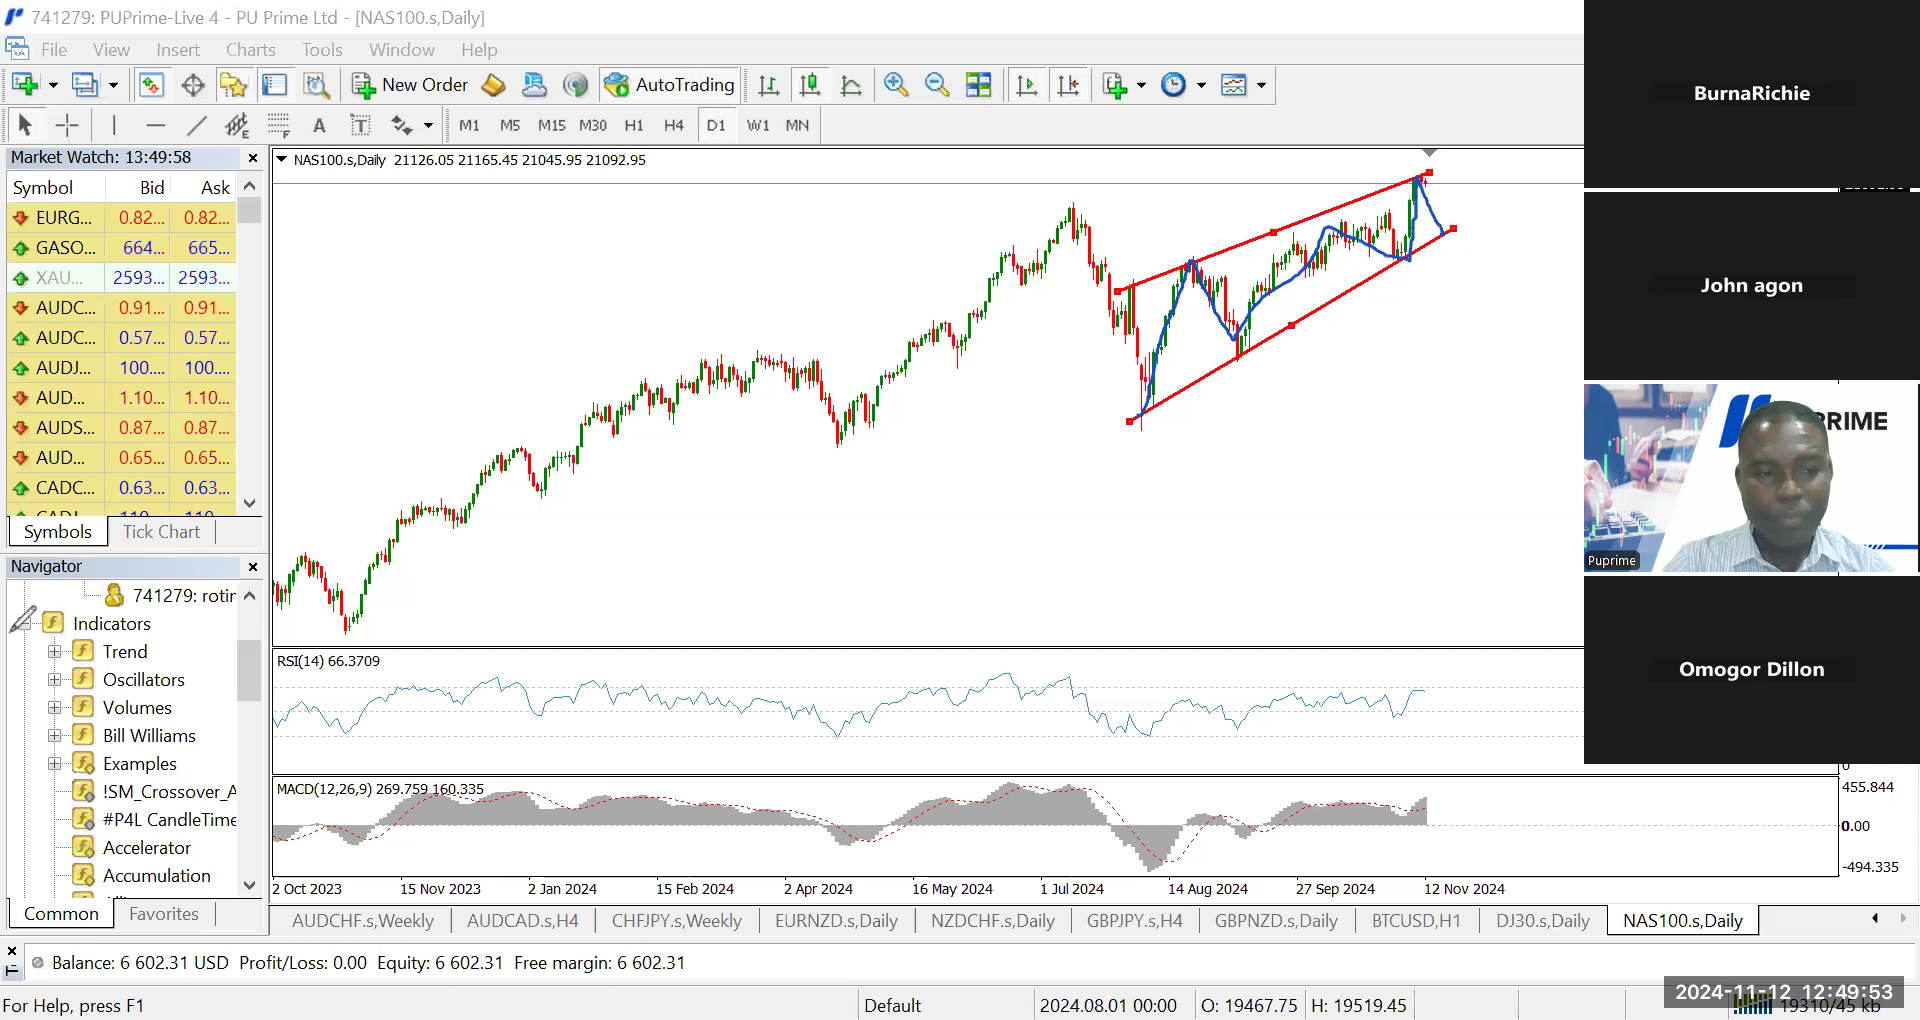 741279: PUPrime-Live 4 - PU Prime Ltd - [NAS100.s,Daily]
File View Insert Charts Tools Window Help
New Order AutoTrading
A T M1 M5 M15 M30 H1 H4 D1 W1 MN
Market Watch: 13:49:58
Symbol Bid Ask
EURG... 0.82... 0.82...
GASO... 664... 665...
XAU... 2593... 2593...
AUDC... 0.91... 0.91...
AUDC... 0.57... 0.57...
AUDJ... 100.... 100....
AUD... 1.10... 1.10...
AUDS... 0.87... 0.87...
AUD... 0.65... 0.65...
CADC... 0.63... 0.63...
Symbols Tick Chart
Navigator
741279: rotir
Indicators
Trend
Oscillators
Volumes
Bill Williams
Examples
!SM_Crossover_A
#P4L CandleTime
Accelerator
Accumulation
Common Favorites
NAS100.s,Daily 21126.05 21165.45 21045.95 21092.95
RSI(14) 66.3709
0
MACD(12,26,9) 269.759 160.335
455.844
0.00
-494.335
2 Oct 2023 15 Nov 2023 2 Jan 2024 15 Feb 2024 2 Apr 2024 16 May 2024 1 Jul 2024 14 Aug 2024 27 Sep 2024 12 Nov 2024
AUDCHF.s,Weekly AUDCAD.s,H4 CHFJPY.s,Weekly EURNZD.s,Daily NZDCHF.s,Daily GBPJPY.s,H4 GBPNZD.s,Daily BTCUSD,H1 DJ30.s,Daily NAS100.s,Daily
BurnaRichie
John agon
RIME
Puprime
Omogor Dillon
Balance: 6 602.31 USD Profit/Loss: 0.00 Equity: 6 602.31 Free margin: 6 602.31
For Help, press F1 Default 2024.08.01 00:00 O: 19467.75 H: 19519.45
2024-11-12 12:49:53
19310/45 kb